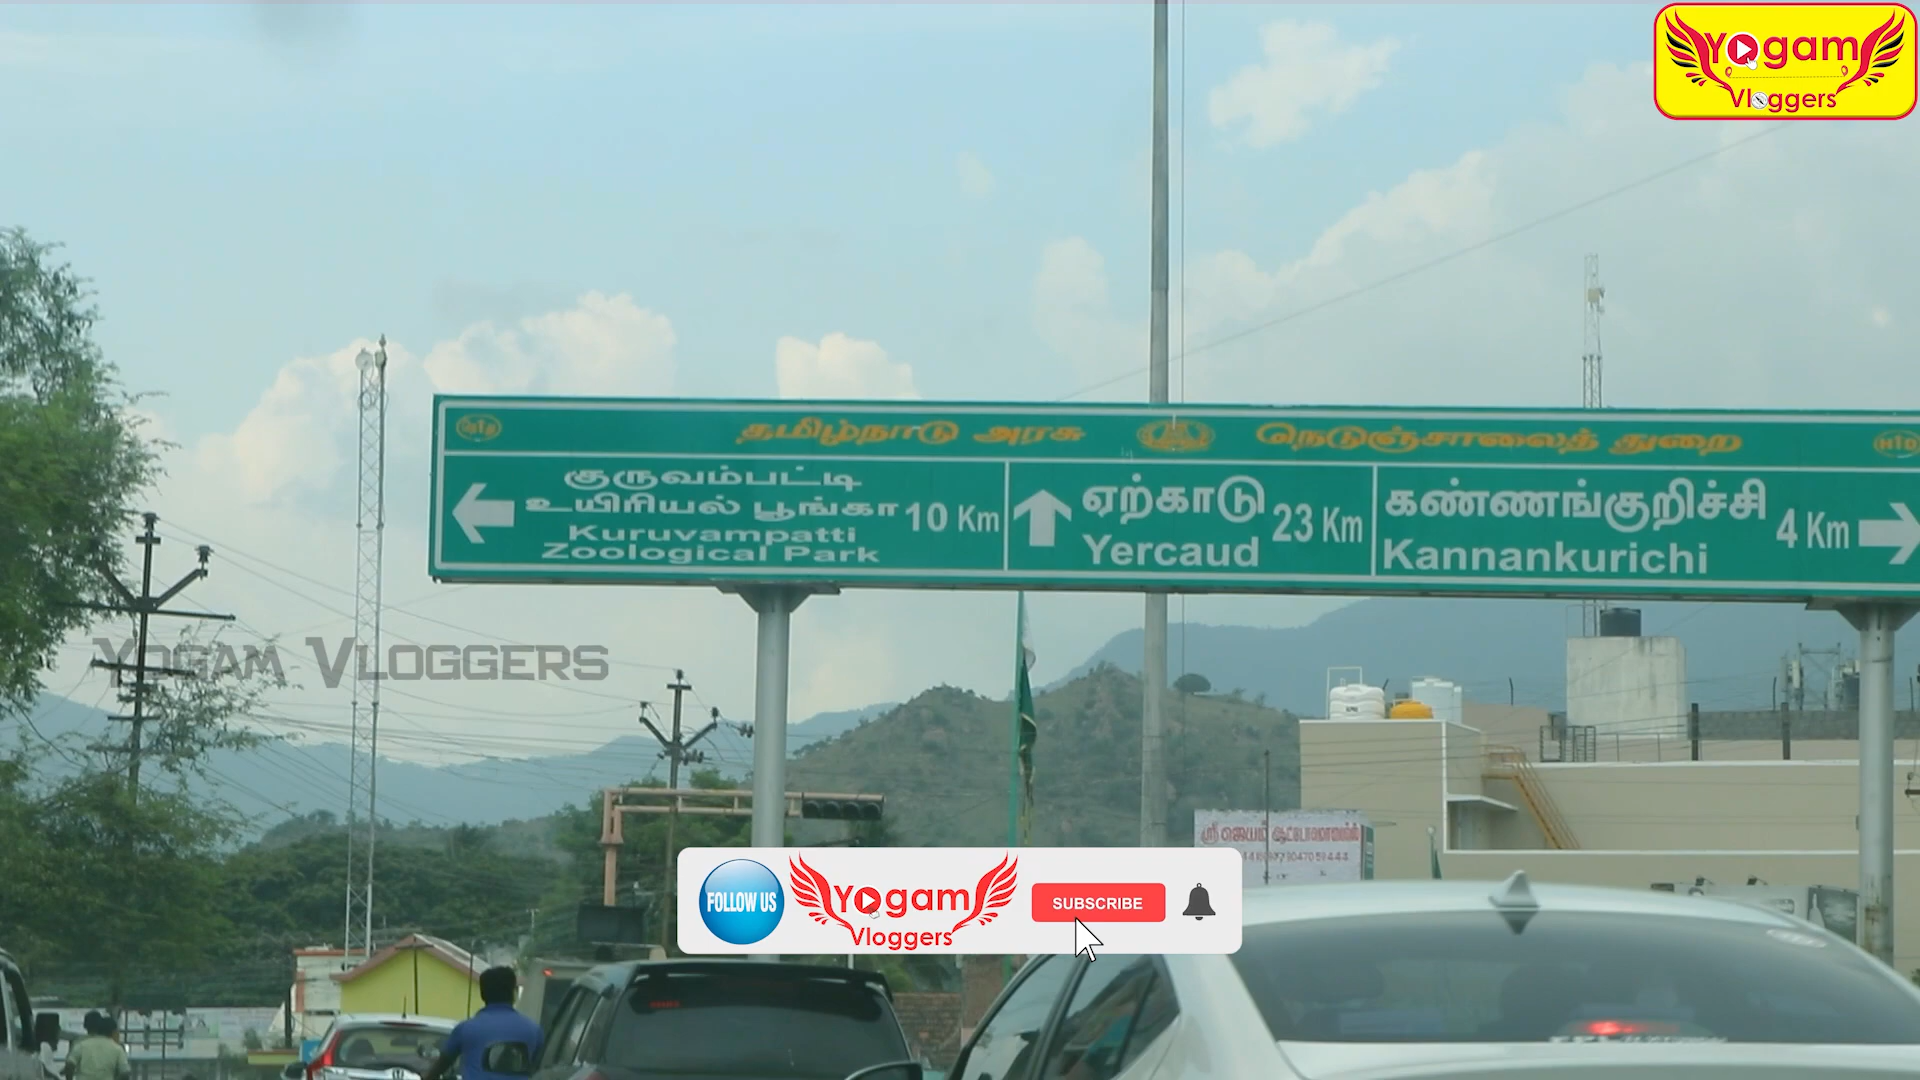 Yogam
Vloggers
தமிழ்நாடு அரசு நெடுஞ்சாலைத் துறை
குருவம்பட்டி
உயிரியல் பூங்கா 10 Km
Kuruvampatti
Zoological Park
ஏற்காடு
23 Km
Yercaud
கண்ணங்குறிச்சி
4 Km
Kannankurichi
Yogam Vloggers
ஸ்ரீ ஜெயம்
FOLLOW US
Yogam
Vloggers
SUBSCRIBE